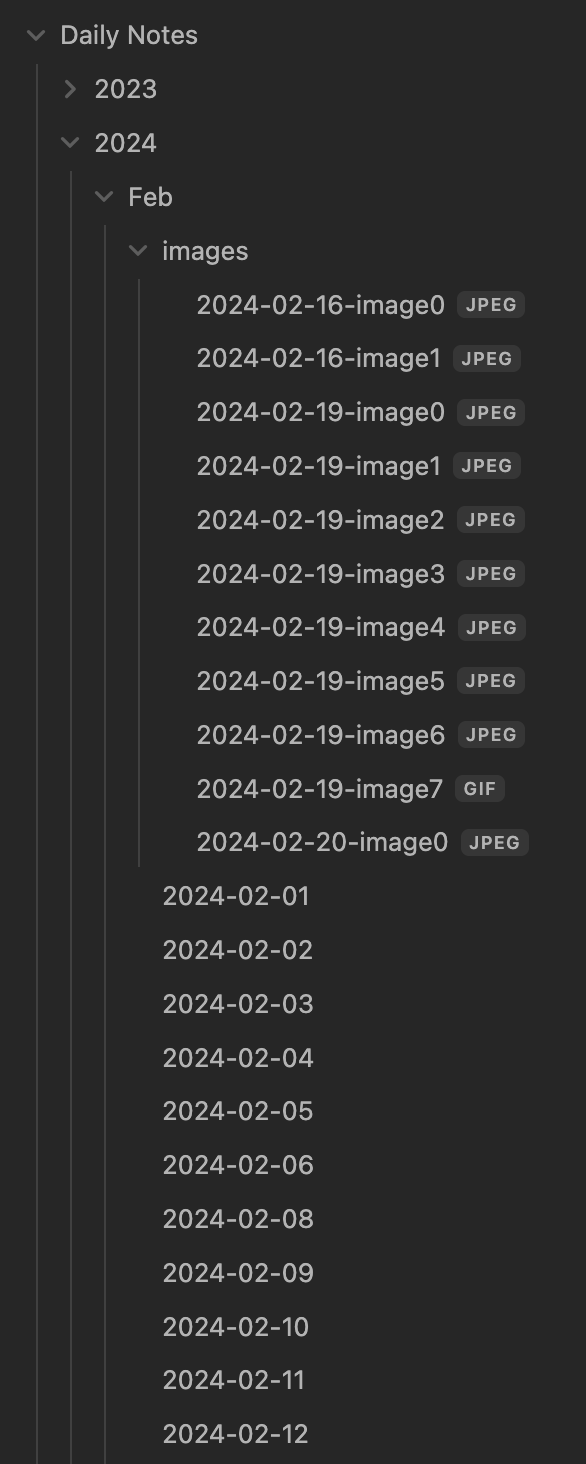 Daily Notes
2023
2024
Feb
images
2024-02-16-image0 JPEG
2024-02-16-image1 JPEG
2024-02-19-image0 JPEG
2024-02-19-image1 JPEG
2024-02-19-image2 JPEG
2024-02-19-image3 JPEG
2024-02-19-image4 JPEG
2024-02-19-image5 JPEG
2024-02-19-image6 JPEG
2024-02-19-image7 GIF
2024-02-20-image0 JPEG
2024-02-01
2024-02-02
2024-02-03
2024-02-04
2024-02-05
2024-02-06
2024-02-08
2024-02-09
2024-02-10
2024-02-11
2024-02-12